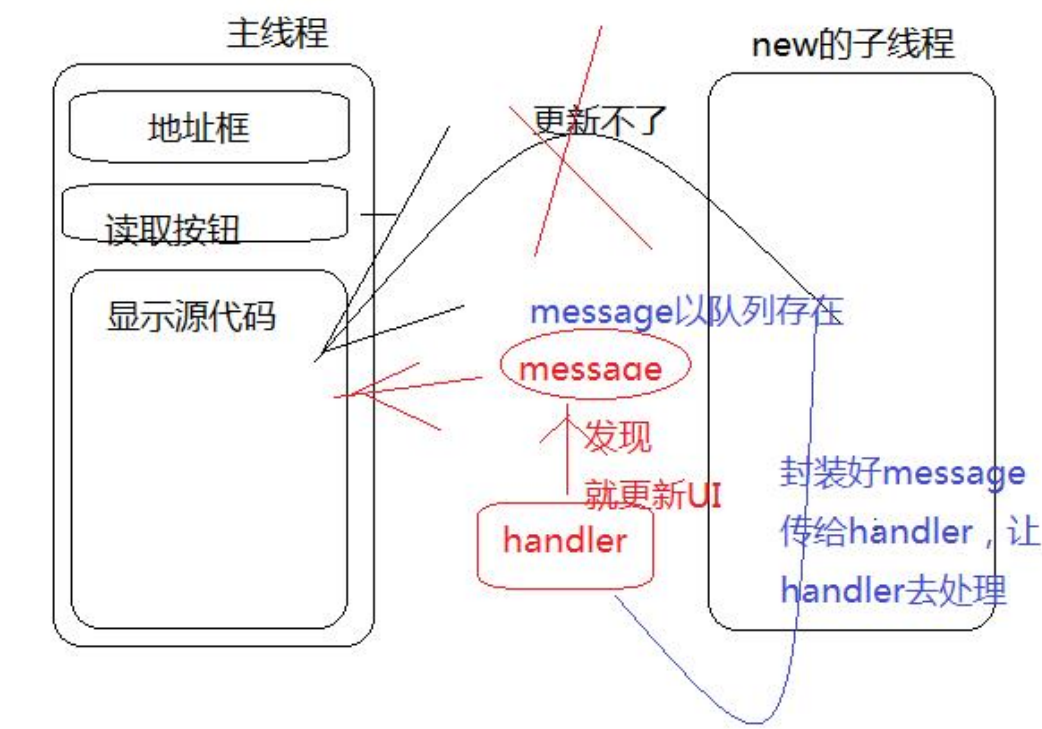 主线程
new的子线程
地址框
更新不了
读取按钮
显示源代码
message以队列存在
message
发现
就更新UI
handler
封装好message
传给handler，让
handler去处理